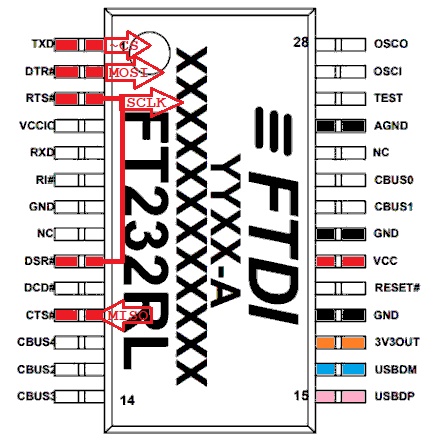 TXD
DTR#
RTS#
VCCIO
RXD
RI#
GND
NC
DSR#
DCD#
CTS#
CBUS4
CBUS2
CBUS3
~CS
MOSI
SCLK
MISO
14
FT232RL
XXXXXXXXXXXX
YYXX-A
FTDI
28
15
OSCO
OSCI
TEST
AGND
NC
CBUS0
CBUS1
GND
VCC
RESET#
GND
3V3OUT
USBDM
USBDP